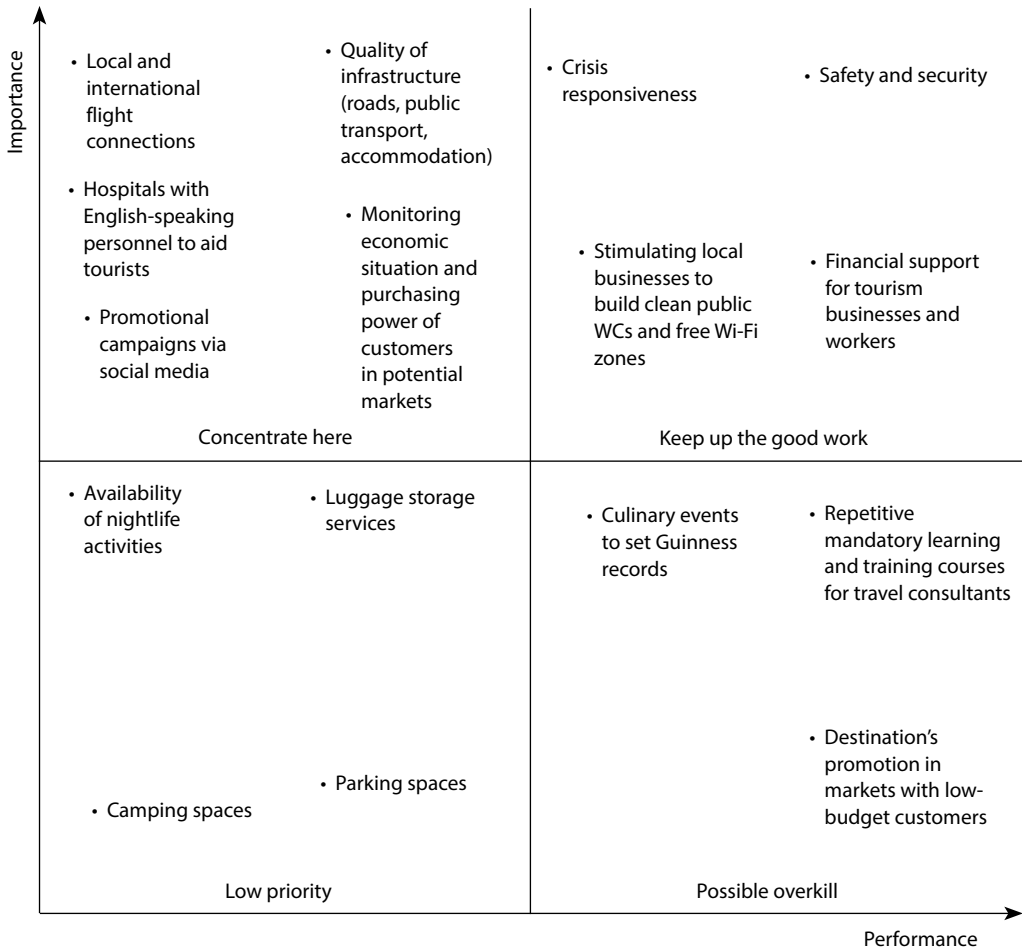 Importance
• Local and
international
flight
connections
• Hospitals with
English-speaking
personnel to aid
tourists
• Promotional
campaigns via
social media
• Quality of
infrastructure
(roads, public
transport,
accommodation)
• Monitoring
economic
situation and
purchasing
power of
customers
in potential
markets
Concentrate here
• Crisis
responsiveness
• Safety and security
• Stimulating local
businesses to
build clean public
WCs and free Wi-Fi
zones
• Financial support
for tourism
businesses and
workers
Keep up the good work
• Availability
of nightlife
activities
• Luggage storage
services
• Camping spaces
• Parking spaces
Low priority
• Culinary events
to set Guinness
records
• Repetitive
mandatory learning
and training courses
for travel consultants
• Destination's
promotion in
markets with low-
budget customers
Possible overkill
Performance